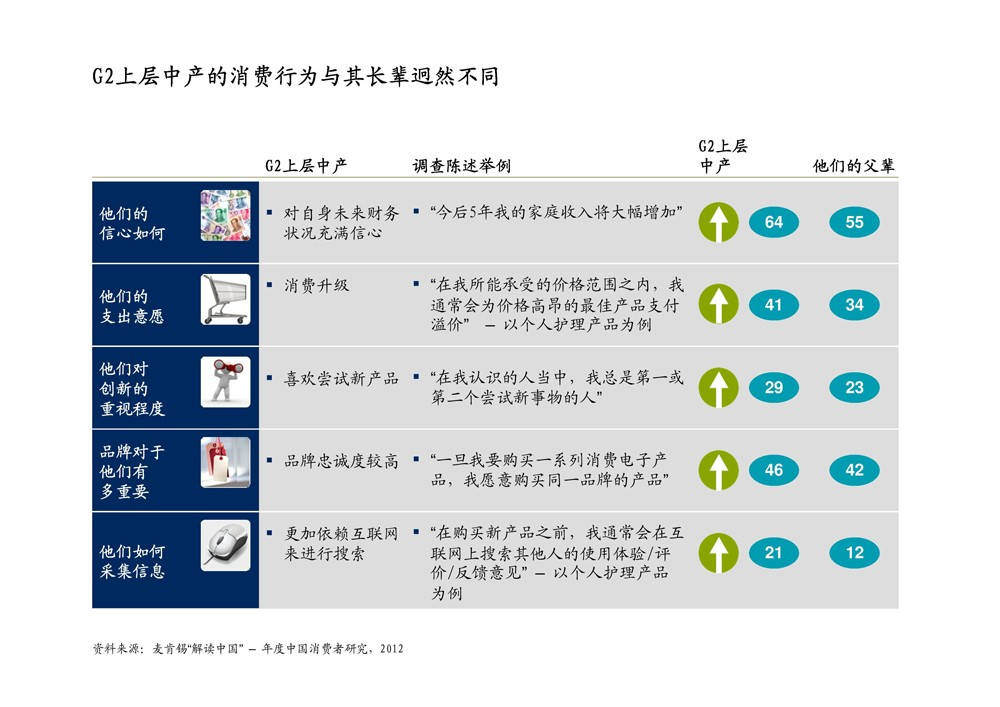 G2上层中产的消费行为与其长辈迥然不同
G2上层中产
调查陈述举例
G2上层
中产
他们的父辈
他们的
信心如何
▪ 对自身未来财务
状况充满信心
▪ “今后5年我的家庭收入将大幅增加”
64
55
他们的
支出意愿
▪ 消费升级
▪ “在我所能承受的价格范围之内，我
通常会为价格高昂的最佳产品支付
溢价” – 以个人护理产品为例
41
34
他们对
创新的
重视程度
▪ 喜欢尝试新产品
▪ “在我认识的人当中，我总是第一或
第二个尝试新事物的人”
29
23
品牌对于
他们有
多重要
▪ 品牌忠诚度较高
▪ “一旦我要购买一系列消费电子产
品，我愿意购买同一品牌的产品”
46
42
他们如何
采集信息
▪ 更加依赖互联网
来进行搜索
▪ “在购买新产品之前，我通常会在互
联网上搜索其他人的使用体验/评
价/反馈意见” – 以个人护理产品
为例
21
12
资料来源：麦肯锡“解读中国” – 年度中国消费者研究，2012